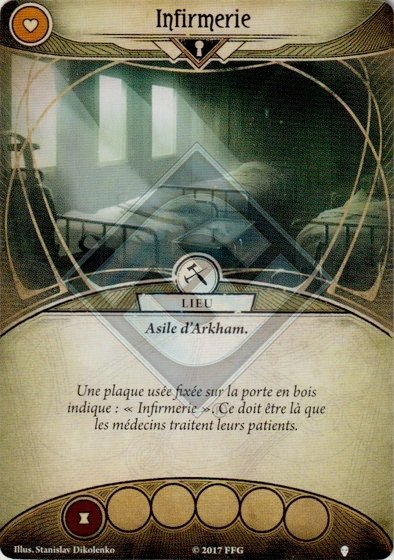 Infirmerie
LIEU
Asile d'Arkham.
Une plaque usée fixée sur la porte en bois
indique : « Infirmerie ». Ce doit être là que
les médecins traitent leurs patients.
Illus. Stanislav Dikolenko
© 2017 FFG